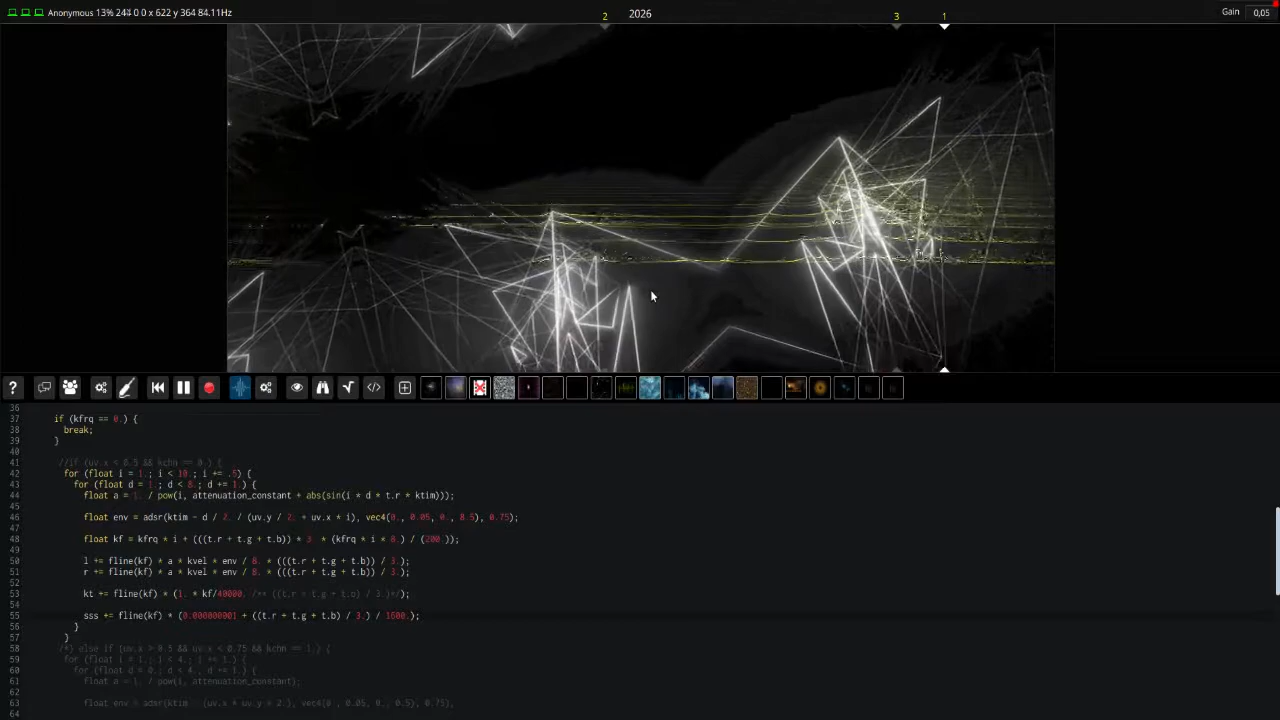 Anonymous 13% 244 0 0 x 622 y 364 84.11Hz
2
2026
3
1
Gain
0,05
36
37 if (kfrq == 0.) {
38 break;
39 }
40
41 //if (uv.x < 0.5 && kchn == 0.) {
42 for (float i = 1.; i < 10.; i += .5) {
43 for (float d = 1.; d < 8.; d += 1.) {
44 float a = 1. / pow(i, attenuation_constant + abs(sin(i * d * t.r * ktim)));
45
46 float env = adsr(ktim - d / 2. / (uv.y / 2. + uv.x * i), vec4(0., 0.05, 0., 8.5), 0.75);
47
48 float kf = kfrq * i + (((t.r + t.g + t.b)) * 3. * (kfrq * i * 8.) / (200.));
49
50 l += fline(kf) * a * kvel * env / 8. * (((t.r + t.g + t.b)) / 3.);
51 r += fline(kf) * a * kvel * env / 8. * (((t.r + t.g + t.b)) / 3.);
52
53 kt += fline(kf) * (1. * kf/40000. /** ((t.r + t.g + t.b) / 3.)*/);
54
55 sss += fline(kf) * (0.000000001 + ((t.r + t.g + t.b) / 3.) / 1600.);
56 }
57 }
58 /*} else if (uv.x > 0.5 && uv.x < 0.75 && kchn == 1.) {
59 for (float i = 1.; i < 4.; i += 1.) {
60 for (float d = 0.; d < 4.; d += 1.) {
61 float a = 1. / pow(i, attenuation_constant);
62
63 float env = adsr(ktim - (uv.x * uv.y * 2.), vec4(0., 0.05, 0., 0.5), 0.75),
64